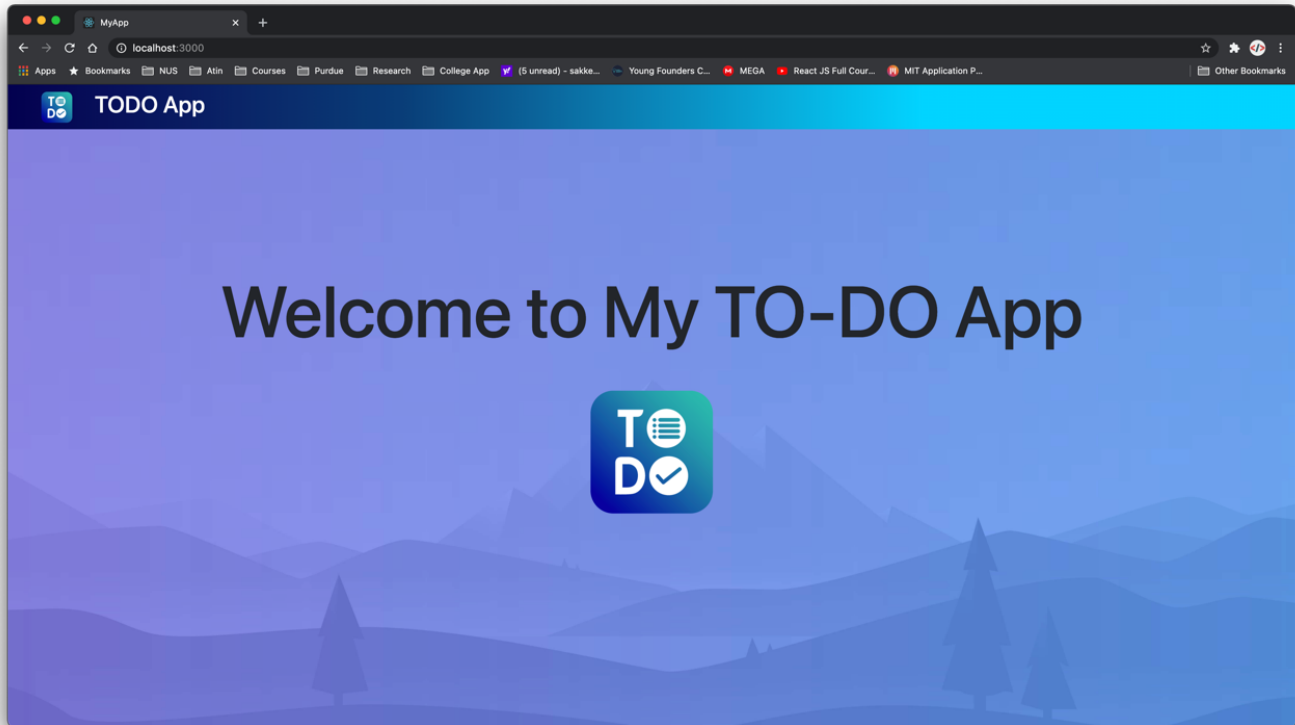 MyApp
localhost:3000
Apps Bookmarks NUS Atin Courses Purdue Research College App (5 unread) - sakke... Young Founders C... MEGA React JS Full Cour... MIT Application P... Other Bookmarks
TO DO TODO App
Welcome to My TO-DO App
TO
DO